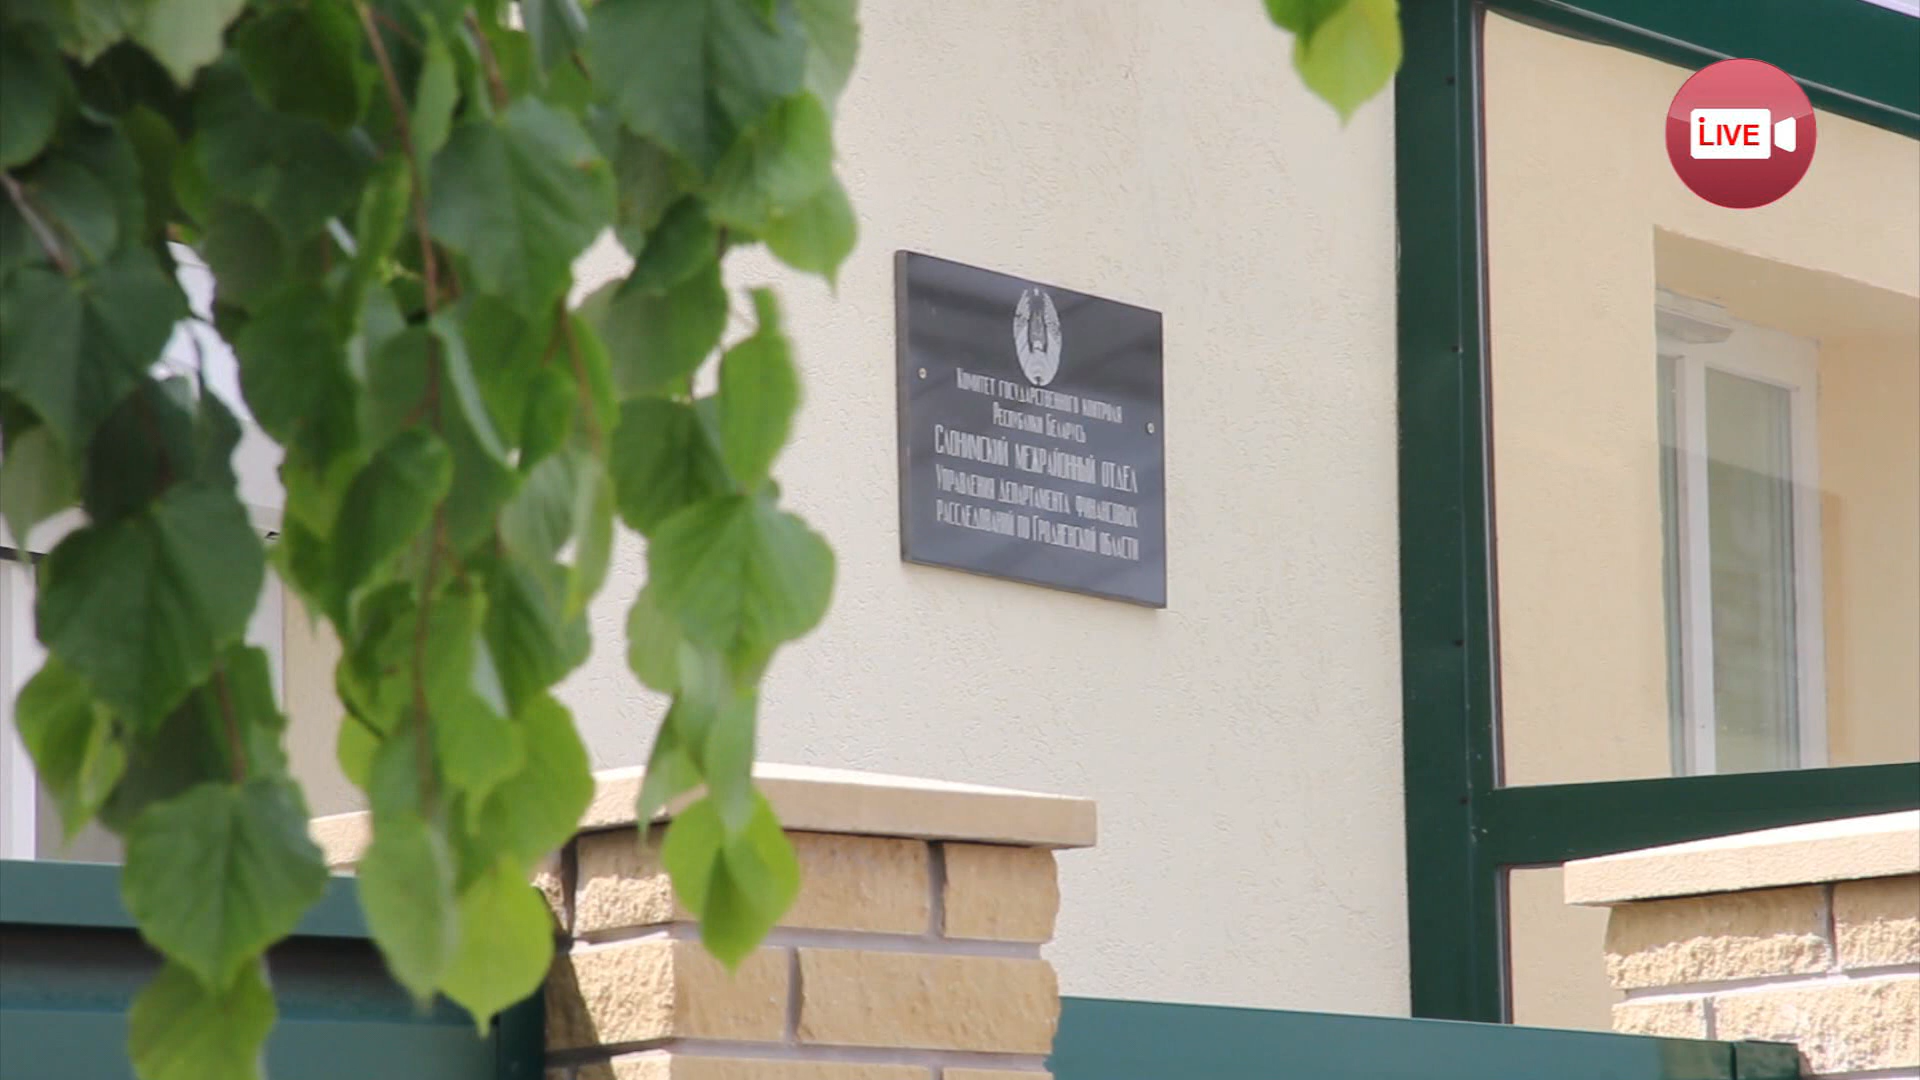 LIVE
Комитет государственного контроля
Республики Беларусь
Слонимский межрайонный отдел
Управления департамента финансовых
расследований по Гродненской области